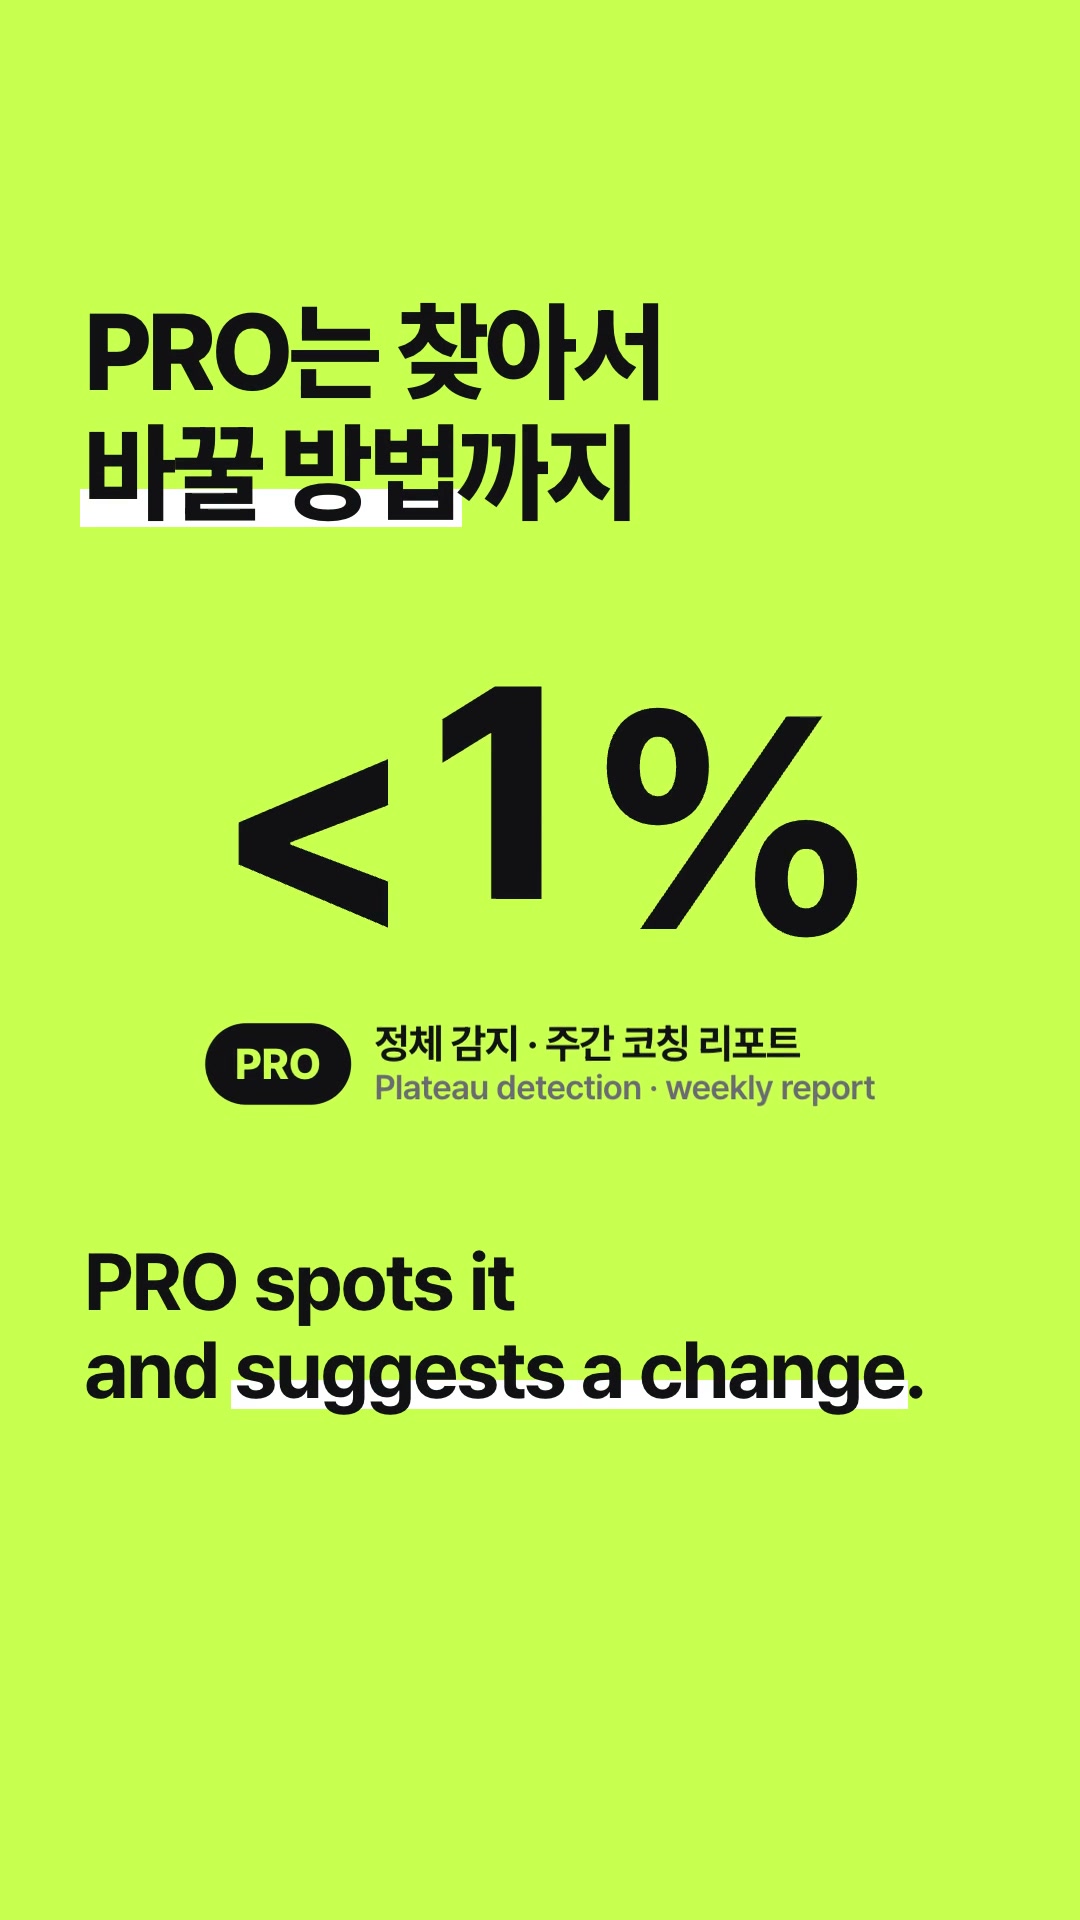 PRO는 찾아서
바꿀 방법까지
<1%
PRO
정체 감지 · 주간 코칭 리포트
Plateau detection · weekly report
PRO spots it
and suggests a change.